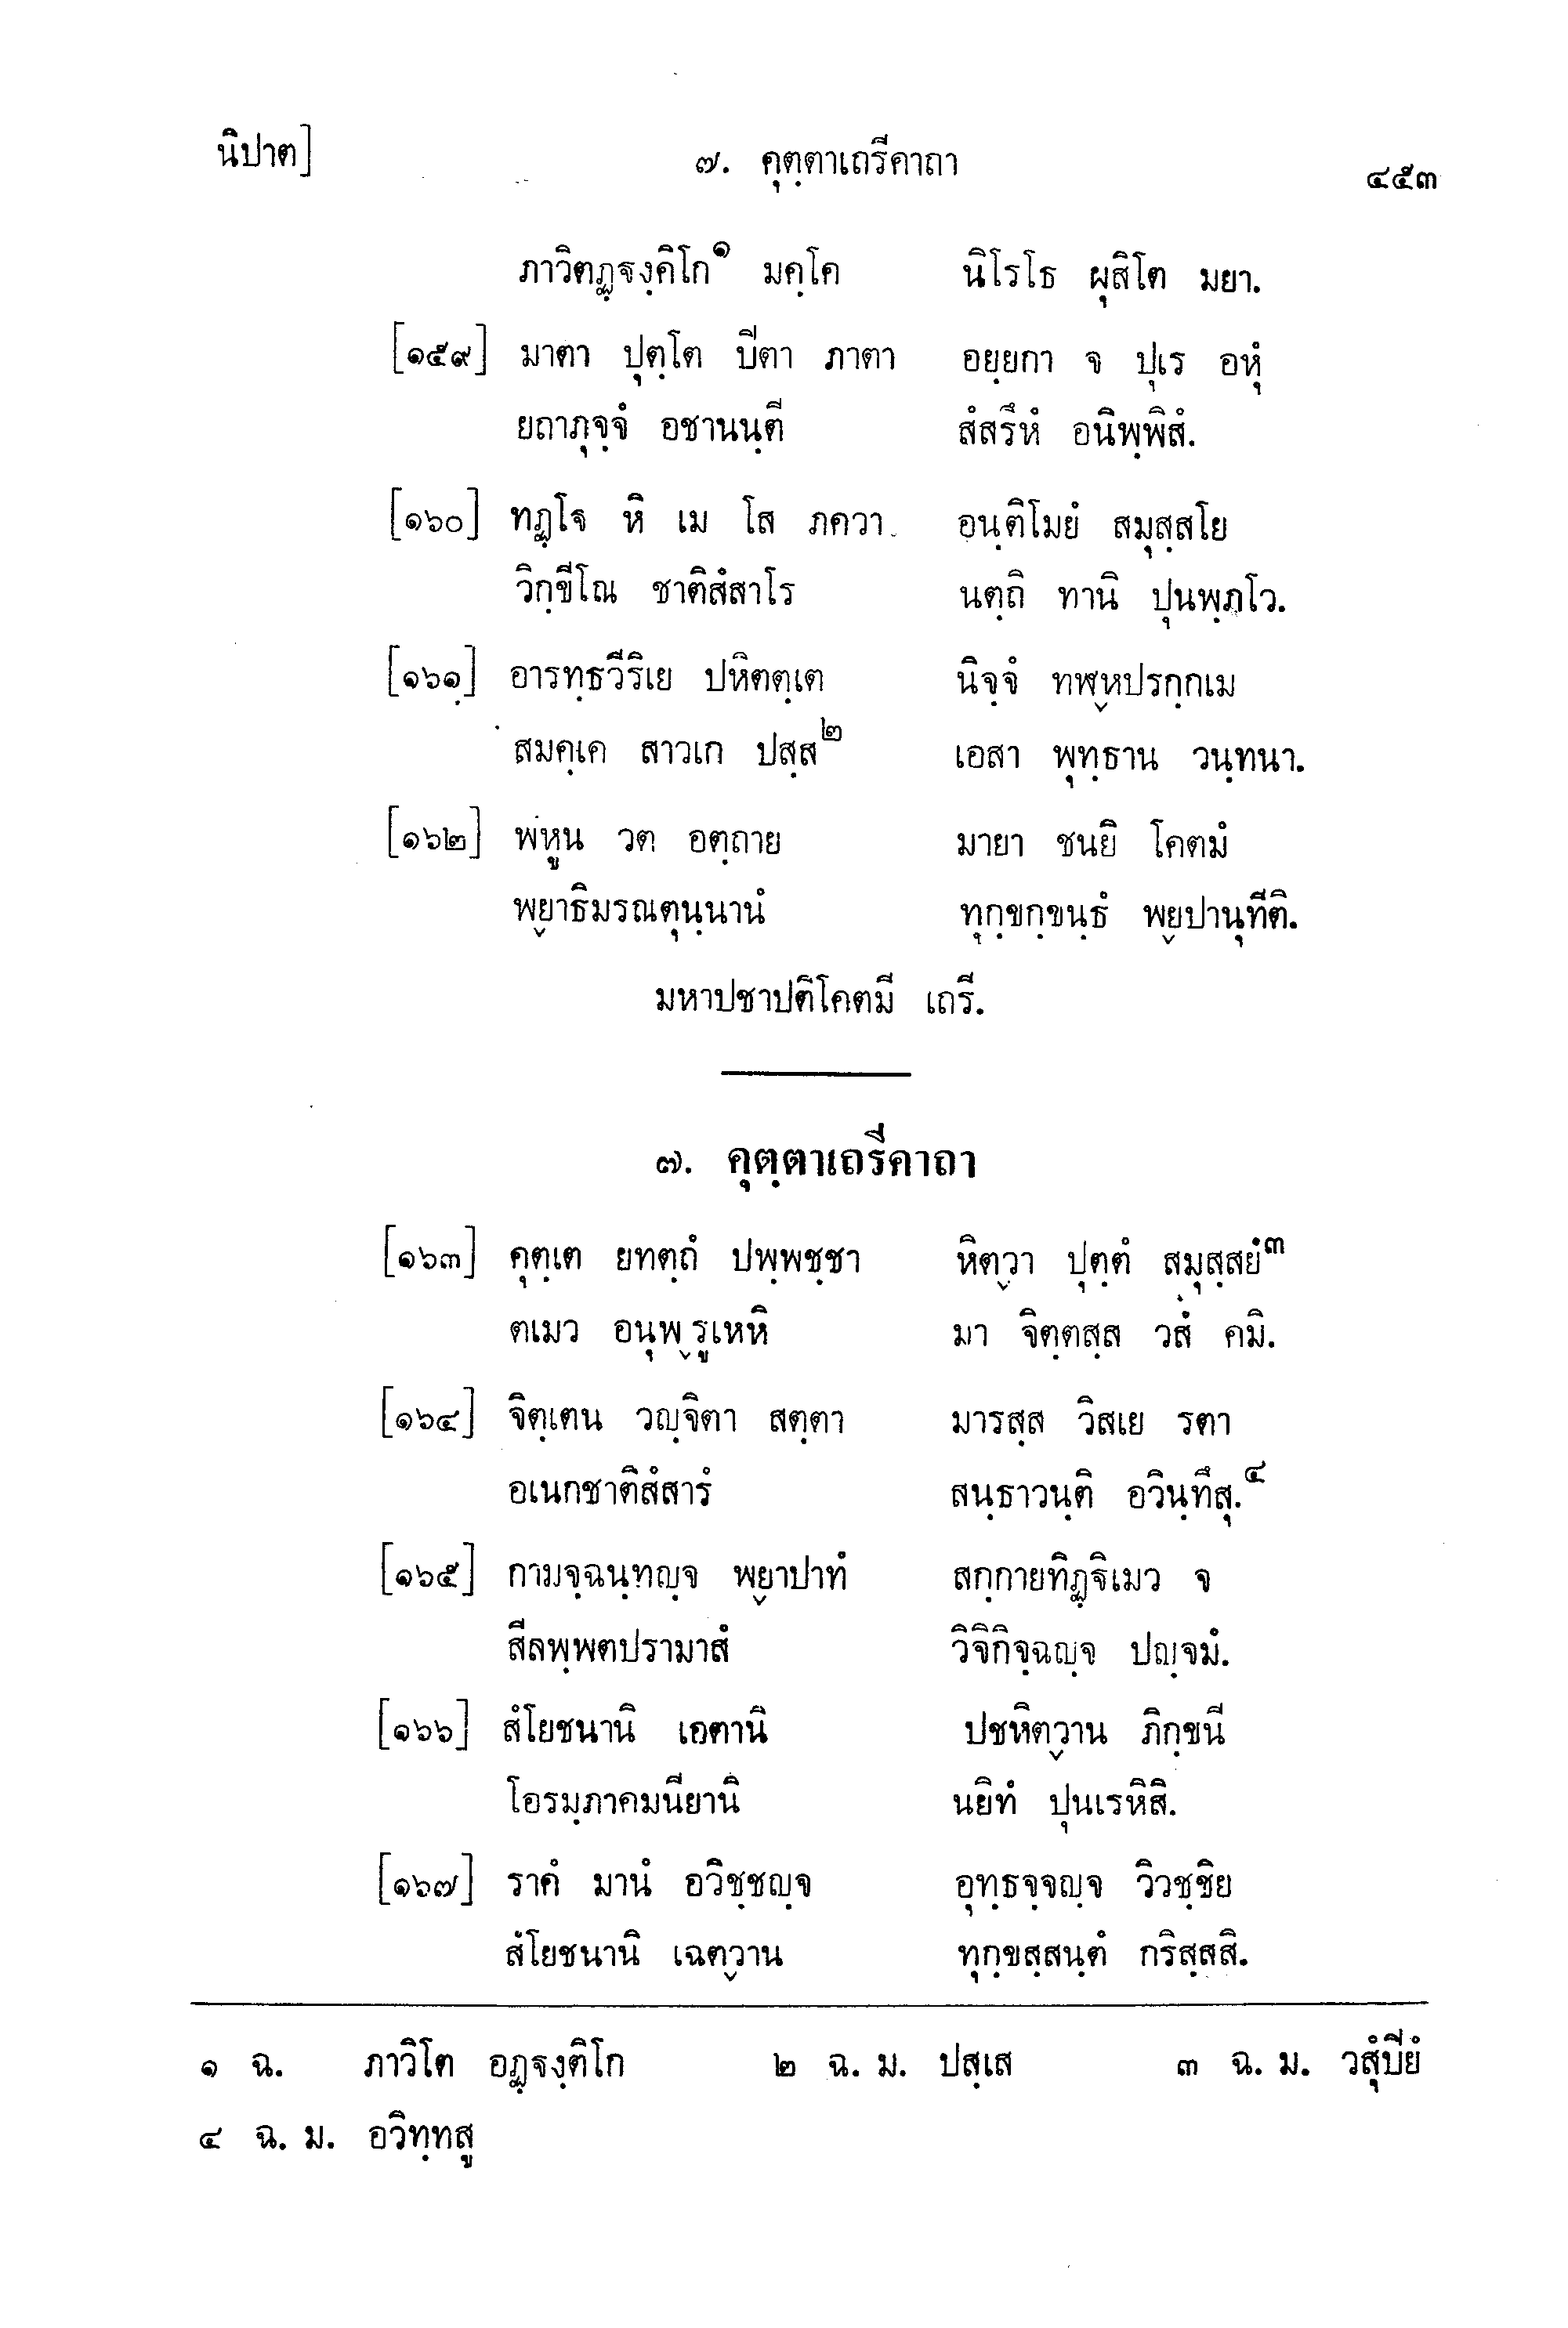 นิปาต] ๗. คุตฺตาเถรีคาถา ๔๕๓
ภาวิตฏฺฐงฺคิโก๑ มคฺโค นิโรโธ ผุสิโต มยา.
[๑๕๙] มาตา ปุตฺโต ปิตา ภาตา อยฺยกา จ ปุเร อหุํ
ยถาภุจฺจํ อชานนฺตี สํสรึหํ อนิพฺพิสํ.
[๑๖๐] ทฏฺโฐ หิ เม โส ภควา อนฺติโมยํ สมุสฺสโย
วิกฺขีโณ ชาติสํสาโร นตฺถิ ทานิ ปุนพฺภโว.
[๑๖๑] อารทฺธวีริเย ปหิตตฺเต นิจฺจํ ทฬฺหปรกฺกเม
สมคฺเค สาวเก ปสฺส๒ เอสา พุทฺธาน วนฺทนา.
[๑๖๒] พหูน วต อตฺถาย มายา ชนยิ โคตมํ
พฺยาธิมรณตุนฺนานํ ทุกฺขกฺขนฺธํ พฺยปานุทีติ.
มหาปชาปติโคตมี เถรี.
๗. คุตฺตาเถรีคาถา
[๑๖๓] คุตฺเต ยทตฺถํ ปพฺพชฺชา หิตฺวา ปุตฺตํ สมุสฺสยํ๓
ตเมว อนุพฺรูเหหิ มา จิตฺตสฺส วสํ คมิ.
[๑๖๔] จิตฺเตน วญฺจิตา สตฺตา มารสฺส วิสเย รตา
อเนกชาติสํสารํ สนฺธาวนฺติ อวินฺทึสุ.๔
[๑๖๕] กามจฺฉนฺทญฺจ พฺยาปาทํ สกฺกายทิฏฺฐิเมว จ
สีลพฺพตปรามาสํ วิจิกิจฺฉญฺจ ปญฺจมํ.
[๑๖๖] สํโยชนานิ เอตานิ ปชหิตฺวาน ภิกฺขนี
โอรมฺภาคมนียานิ นยิทํ ปุนเรหิสิ.
[๑๖๗] ราคํ มานํ อวิชฺชญฺจ อุทฺธจฺจญฺจ วิวชฺชิย
สํโยชนานิ เฉตฺวาน ทุกฺขสฺสนฺตํ กริสฺสสิ.
๑ ฉ. ภาวิโต อฏฺฐงฺติโก ๒ ฉ. ม. ปสฺเส ๓ ฉ. ม. วสุํปิยํ
๔ ฉ. ม. อวิทฺทสู